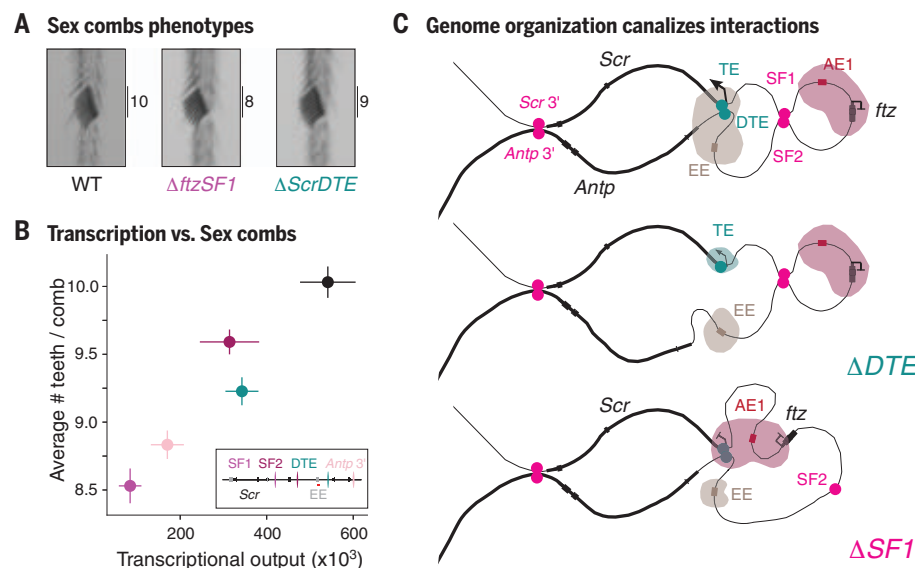 A Sex combs phenotypes
10
8
9
WT
ΔftzSF1
ΔScrDTE
B Transcription vs. Sex combs
Average # teeth / comb
10.0
9.5
9.0
8.5
200
400
600
Transcriptional output (x10³)
SF1
SF2
DTE
Antp 3'
Scr
EE
C Genome organization canalizes interactions
Scr
TE
SF1
AE1
Scr 3'
DTE
ftz
Antp 3'
SF2
EE
Antp
TE
EE
ΔDTE
Scr
AE1
ftz
EE
SF2
ΔSF1